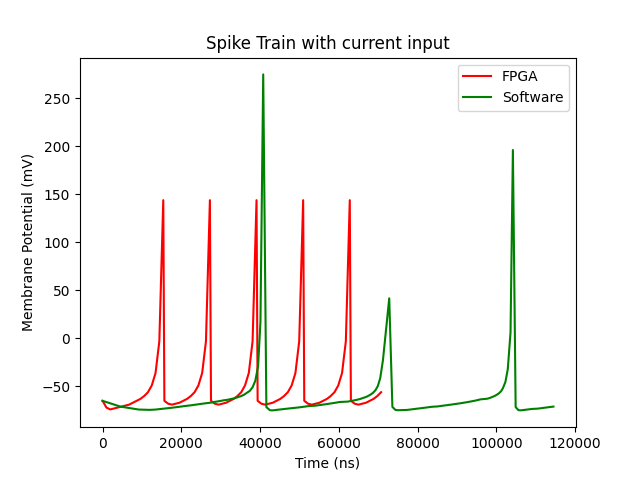 Spike Train with current input
FPGA
Software
Membrane Potential (mV)
250
200
150
100
50
0
−50
0 20000 40000 60000 80000 100000 120000
Time (ns)